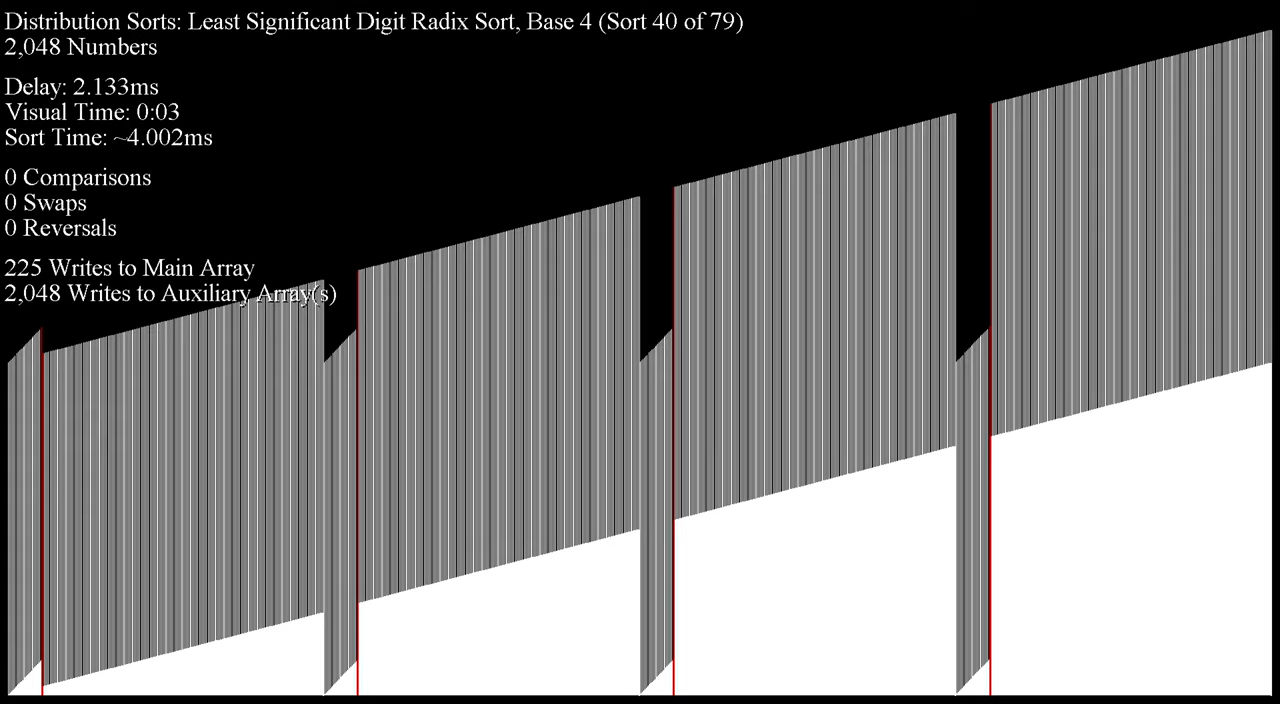 Distribution Sorts: Least Significant Digit Radix Sort, Base 4 (Sort 40 of 79)
2,048 Numbers
Delay: 2.133ms
Visual Time: 0:03
Sort Time: ~4.002ms
0 Comparisons
0 Swaps
0 Reversals
225 Writes to Main Array
2,048 Writes to Auxiliary Array(s)